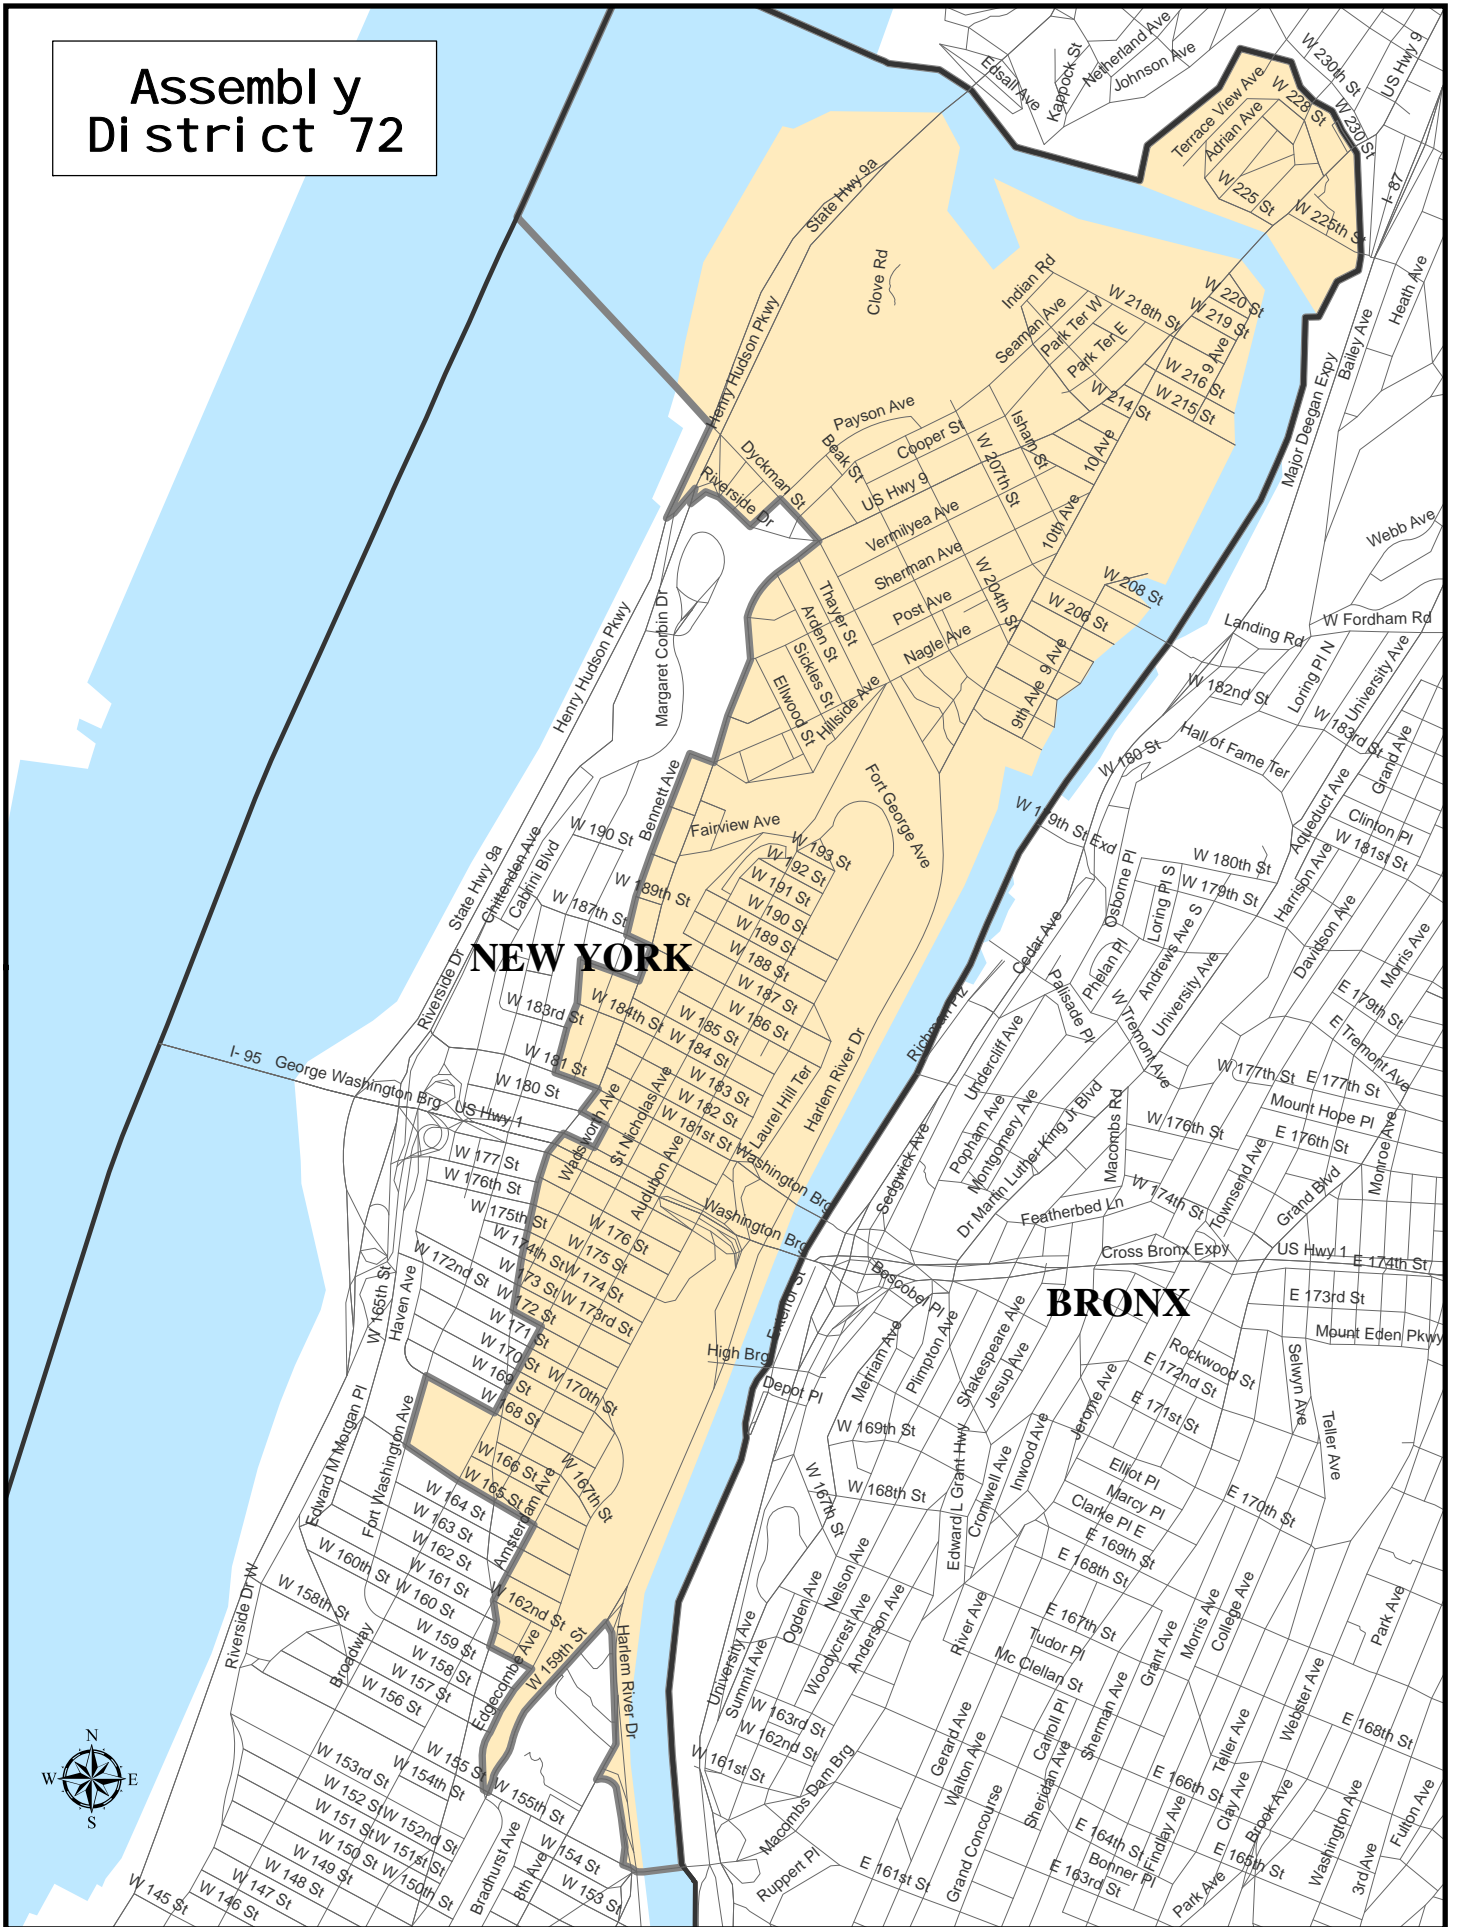 Assembly
District 72
Edsall Ave
Kappock St
Netherland Ave
Johnson Ave
W 230th St
US Hwy 9
W 230 St
W 228 St
Terrace View Ave
Adrian Ave
W 225 St
W 225th St
I- 87
Heath Ave
Bailey Ave
Major Deegan Expy
State Hwy 9a
Clove Rd
Henry Hudson Pkwy
Indian Rd
Seaman Ave
Park Ter W
Park Ter E
W 218th St
W 220 St
W 219 St
9 Ave
W 216 St
W 215 St
W 214 St
Payson Ave
Beak St
Cooper St
Isham St
W 207th St
10 Ave
Dyckman St
Riverside Dr
US Hwy 9
Vermilyea Ave
Sherman Ave
Post Ave
Nagle Ave
10th Ave
W 204th St
W 208 St
W 206 St
9 Ave
9th Ave
Webb Ave
W Fordham Rd
Landing Rd
Loring Pl N
University Ave
W 182nd St
W 183rd St
Grand Ave
Hall of Fame Ter
W 180 St
Thayer St
Arden St
Sickles St
Ellwood St
Hillside Ave
Margaret Corbin Dr
Henry Hudson Pkwy
Bennett Ave
Fairview Ave
Fort George Ave
W 179th St Exd
Aqueduct Ave
Clinton Pl
W 181st St
W 180th St
W 179th St
Harrison Ave
Osborne Pl
Loring Pl S
Andrews Ave S
Davidson Ave
Morris Ave
W 190 St
Chittenden Ave
Cabrini Blvd
State Hwy 9a
W 189th St
W 187th St
W 193 St
W 192 St
W 191 St
W 190 St
W 189 St
W 188 St
W 187 St
W 186 St
W 185 St
W 184 St
W 184th St
W 183 St
W 182 St
W 181st St
NEW YORK
Riverside Dr
W 183rd St
W 181 St
W 180 St
I- 95 George Washington Brg
US Hwy 1
Wadsworth Ave
St Nicholas Ave
Audubon Ave
Laurel Hill Ter
Harlem River Dr
Washington Brg
Washington Brg
Cedar Ave
Phelan Pl
Palisade Pl
W Tremont Ave
University Ave
E 179th St
E Tremont Ave
Richman Plz
Undercliff Ave
Popham Ave
Montgomery Ave
Dr Martin Luther King Jr Blvd
Macombs Rd
Sedgwick Ave
W 177th St
E 177th St
Mount Hope Pl
E 176th St
W 176th St
Townsend Ave
Grand Blvd
Monroe Ave
W 174th St
Featherbed Ln
Cross Bronx Expy
US Hwy 1
E 174th St
E 173rd St
Mount Eden Pkwy
BRONX
W 177 St
W 176th St
W 175th St
W 174th St
W 173 St
W 172 St
W 171 St
W 170 St
W 169 St
W 168 St
W 176 St
W 175 St
W 174 St
W 173rd St
W 172nd St
W 165th St
Haven Ave
W 170th St
Exterior St
High Brg
Depot Pl
Boscobel Pl
Merriam Ave
Plimpton Ave
Shakespeare Ave
Jesup Ave
Rockwood St
E 172nd St
E 171st St
Selwyn Ave
Teller Ave
Edward M Morgan Pl
Fort Washington Ave
W 166 St
W 165 St
W 167th St
Amsterdam Ave
W 164 St
W 163 St
W 162 St
W 161 St
W 160 St
W 160th St
W 159 St
W 158 St
W 157 St
W 156 St
W 158th St
Riverside Dr W
Broadway
W 162nd St
W 159th St
Edgecombe Ave
Harlem River Dr
W 169th St
W 168th St
W 167th St
Edward L Grant Hwy
Cromwell Ave
Inwood Ave
Jerome Ave
Elliot Pl
Marcy Pl
Clarke Pl E
E 170th St
E 169th St
E 168th St
E 167th St
Nelson Ave
Ogden Ave
Woodycrest Ave
Anderson Ave
University Ave
Summit Ave
River Ave
Tudor Pl
Mc Clellan St
Grant Ave
Morris Ave
College Ave
Park Ave
Webster Ave
W 163rd St
W 162nd St
W 161st St
Macombs Dam Brg
Gerard Ave
Walton Ave
Carroll Pl
Sherman Ave
Sheridan Ave
Grand Concourse
Teller Ave
E 168th St
E 166th St
Clay Ave
Findlay Ave
Brook Ave
E 165th St
E 164th St
Bonner Pl
E 163rd St
E 161st St
Ruppert Pl
Park Ave
Washington Ave
3rd Ave
Fulton Ave
W 155 St
W 155th St
W 154th St
W 154 St
W 153rd St
W 153 St
W 152 St
W 152nd St
W 151 St
W 151st St
W 150 St
W 150th St
W 149 St
W 148 St
W 147 St
W 146 St
W 145 St
Bradhurst Ave
8th Ave
N
W
E
S